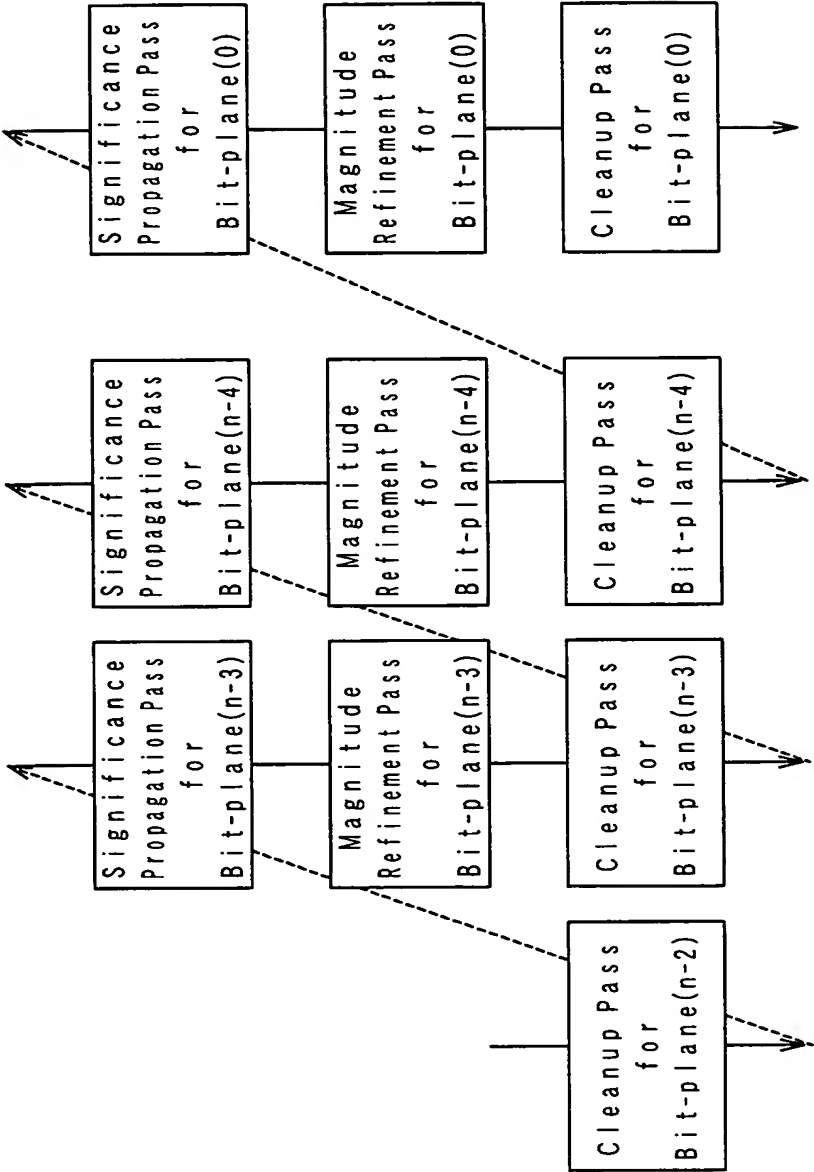 Cleanup Pass
for
Bit-plane(n-2)
Significance
Propagation Pass
for
Bit-plane(n-3)
Magnitude
Refinement Pass
for
Bit-plane(n-3)
Cleanup Pass
for
Bit-plane(n-3)
Significance
Propagation Pass
for
Bit-plane(n-4)
Magnitude
Refinement Pass
for
Bit-plane(n-4)
Cleanup Pass
for
Bit-plane(n-4)
Significance
Propagation Pass
for
Bit-plane(0)
Magnitude
Refinement Pass
for
Bit-plane(0)
Cleanup Pass
for
Bit-plane(0)